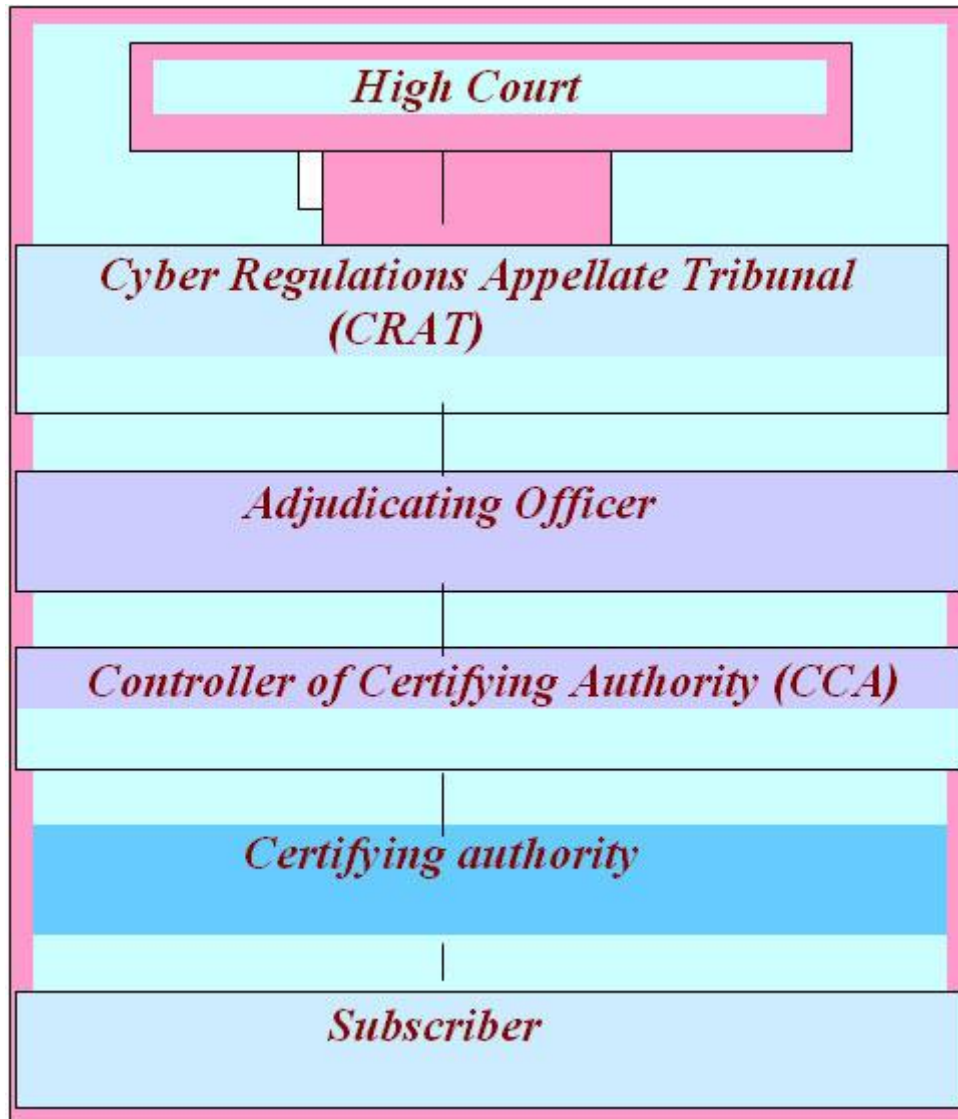 High Court
Cyber Regulations Appellate Tribunal
(CRAT)
Adjudicating Officer
Controller of Certifying Authority (CCA)
Certifying authority
Subscriber